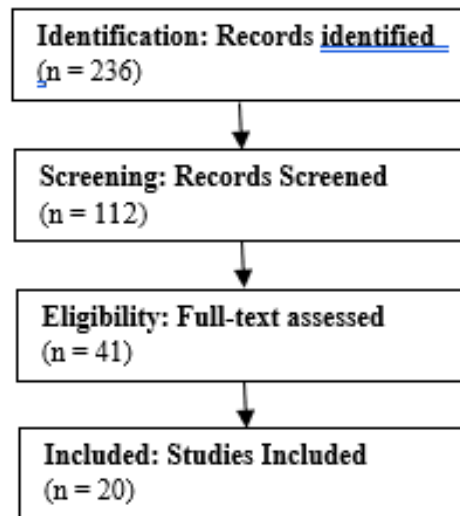 Identification: Records identified
(n = 236)
Screening: Records Screened
(n = 112)
Eligibility: Full-text assessed
(n = 41)
Included: Studies Included
(n = 20)